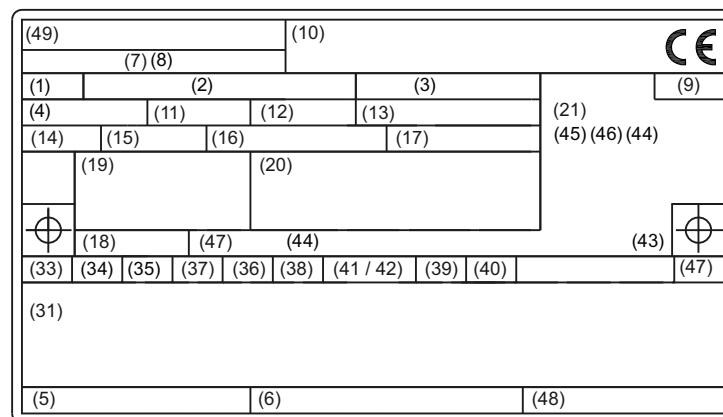 (49) (10) CE
(7) (8)
(1) (2) (3) (9)
(4) (11) (12) (13) (21)
(14) (15) (16) (17) (45) (46) (44)
(19) (20)
(18) (47) (44) (43)
(33) (34) (35) (37) (36) (38) (41 / 42) (39) (40) (47)
(31)
(5) (6) (48)